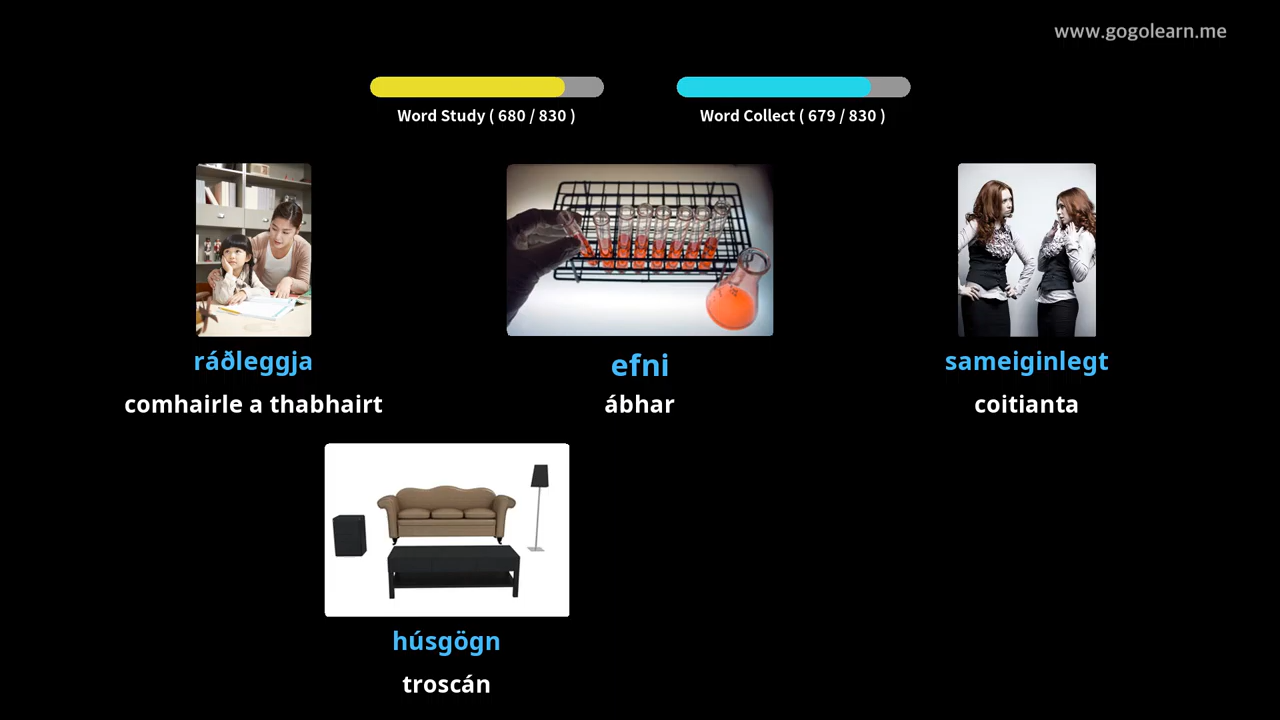 www.gogolearn.me
Word Study ( 680 / 830 )
Word Collect ( 679 / 830 )
ráðleggja
comhairle a thabhairt
efni
ábhar
sameiginlegt
coitianta
húsgögn
troscán